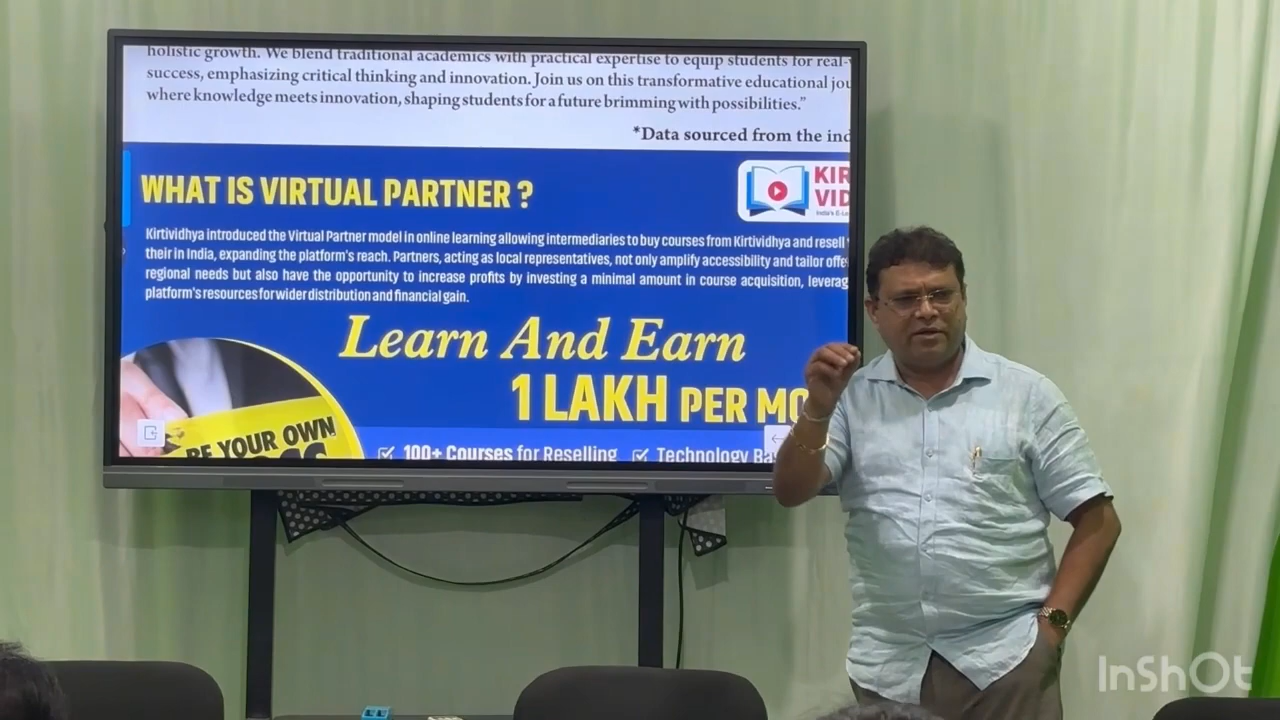 holistic growth. We blend traditional academics with practical expertise to equip students for real-
success, emphasizing critical thinking and innovation. Join us on this transformative educational jou
where knowledge meets innovation, shaping students for a future brimming with possibilities."
*Data sourced from the ind
WHAT IS VIRTUAL PARTNER ?
KIR
VID
India's E-Le
Kirtividhya introduced the Virtual Partner model in online learning allowing intermediaries to buy courses from Kirtividhya and resell
their in India, expanding the platform's reach. Partners, acting as local representatives, not only amplify accessibility and tailor offe
regional needs but also have the opportunity to increase profits by investing a minimal amount in course acquisition, leverag
platform's resources for wider distribution and financial gain.
Learn And Earn
1 LAKH PER MO
BE YOUR OWN
100+ Courses for Reselling
Technology Ba
InShOt